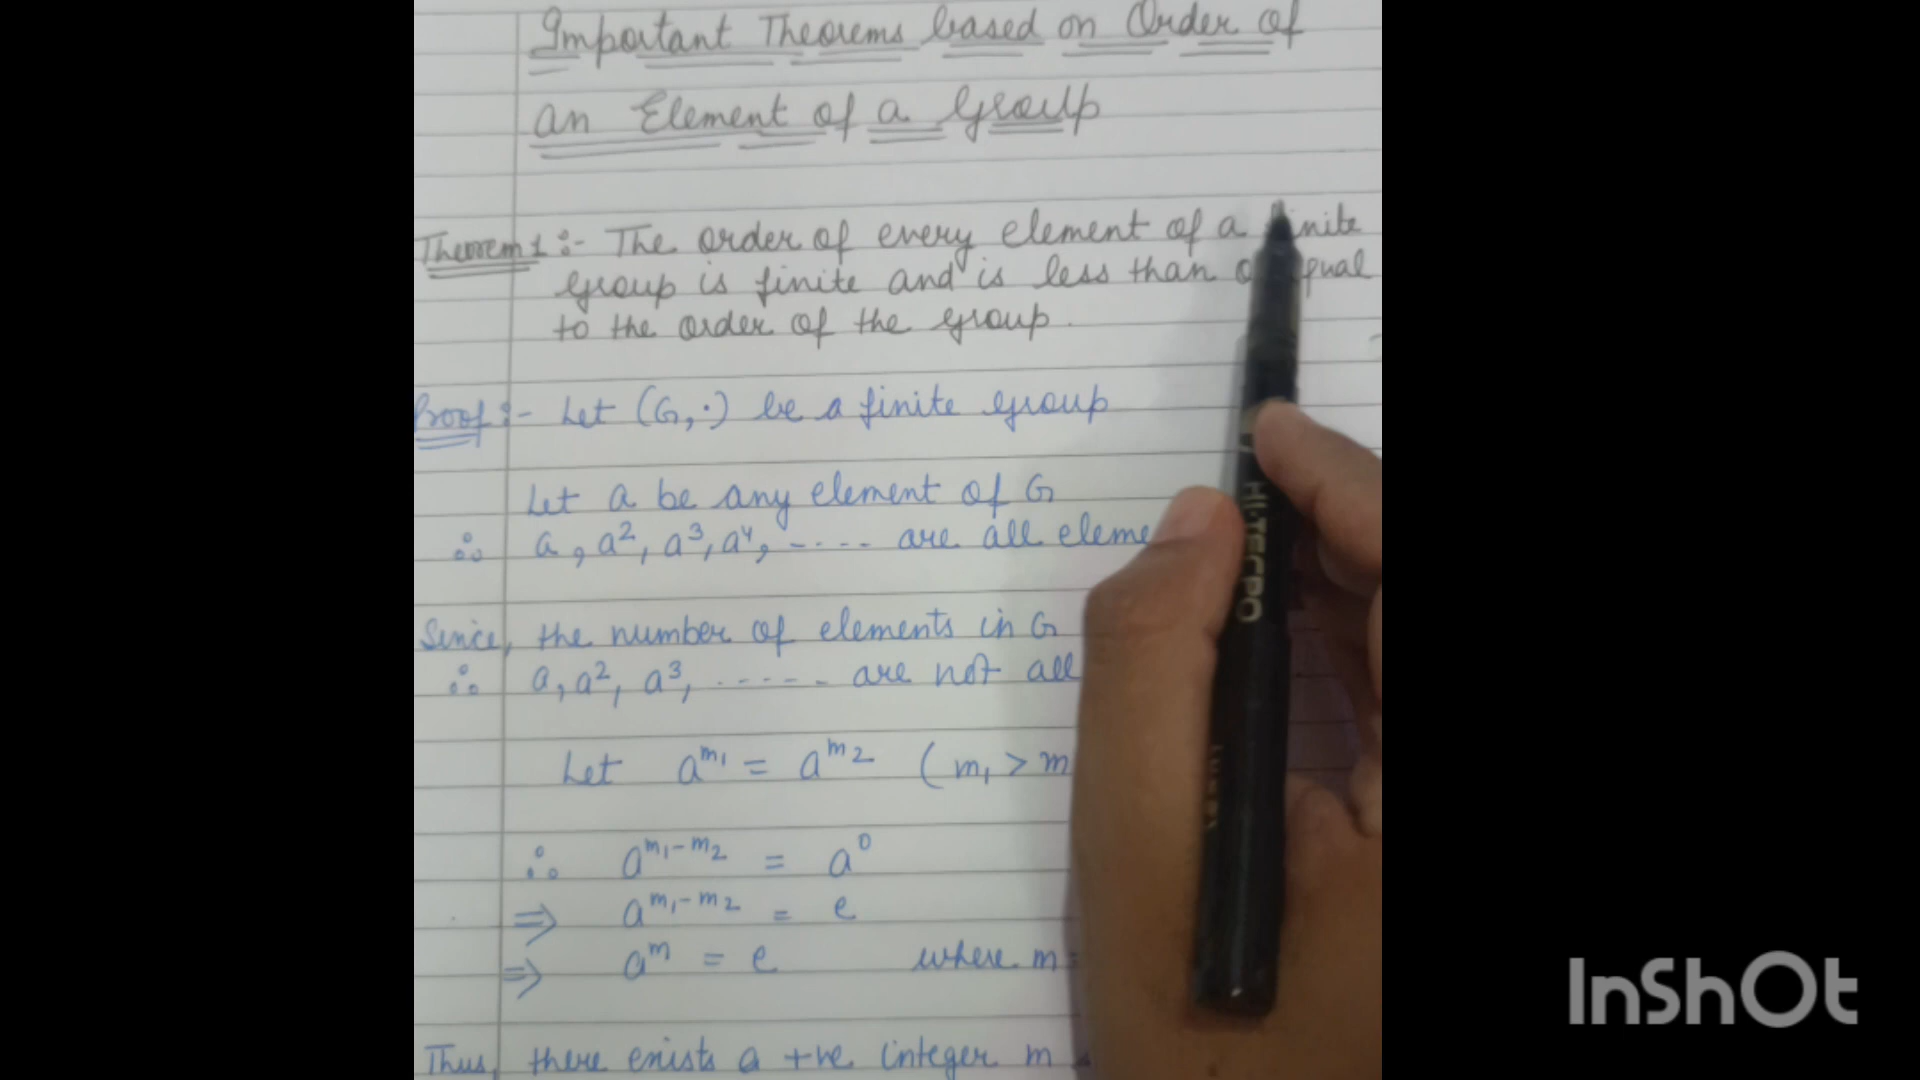 Important Theorems based on Order of
an Element of a Group
Theorem 1 :- The order of every element of a finite
group is finite and is less than or equal
to the order of the group.
Proof :- Let (G, ·) be a finite group
Let a be any element of G
∴ a, a², a³, a⁴, ----- are all eleme
Since, the number of elements in G
∴ a, a², a³, ------ are not all
Let a^m₁ = a^m₂ (m₁ > m
∴ a^m₁-m₂ = a⁰
⇒ a^m₁-m₂ = e
⇒ a^m = e where m =
Thus, there exists a +ve integer m
HI-TECPO
InShOt